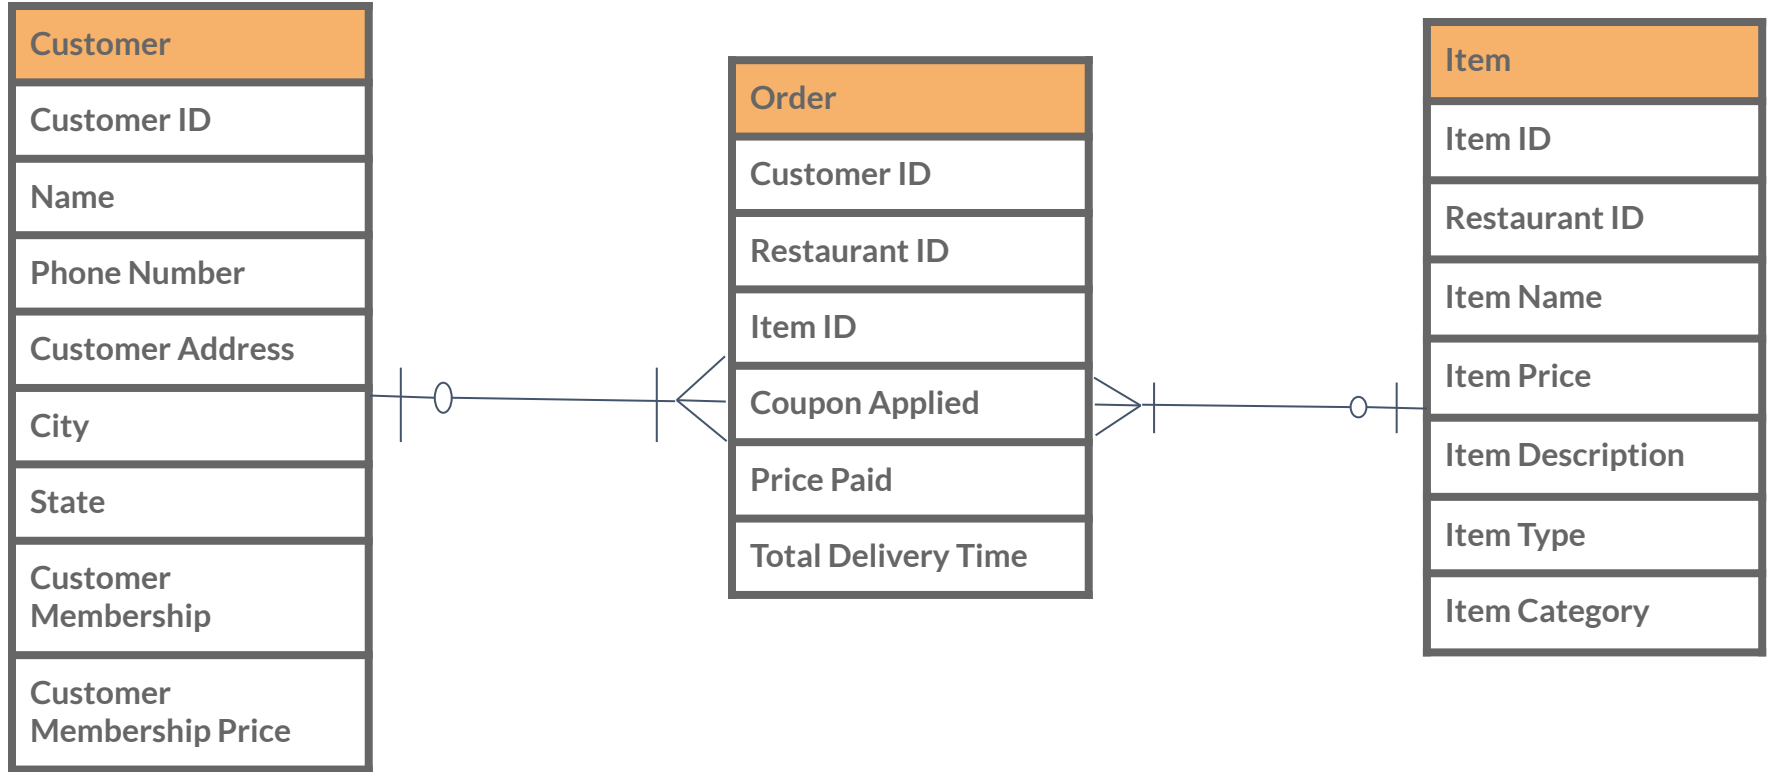 Customer
Customer ID
Name
Phone Number
Customer Address
City
State
Customer
Membership
Customer
Membership Price
Order
Customer ID
Restaurant ID
Item ID
Coupon Applied
Price Paid
Total Delivery Time
Item
Item ID
Restaurant ID
Item Name
Item Price
Item Description
Item Type
Item Category